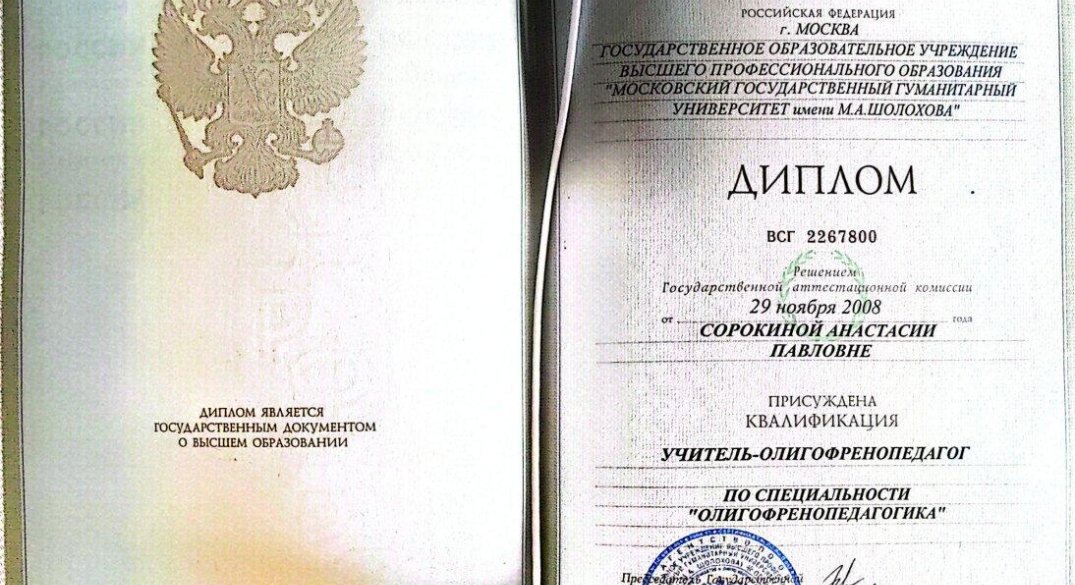 ДИПЛОМ ЯВЛЯЕТСЯ
ГОСУДАРСТВЕННЫМ ДОКУМЕНТОМ
О ВЫСШЕМ ОБРАЗОВАНИИ
РОССИЙСКАЯ ФЕДЕРАЦИЯ
г. МОСКВА
ГОСУДАРСТВЕННОЕ ОБРАЗОВАТЕЛЬНОЕ УЧРЕЖДЕНИЕ
ВЫСШЕГО ПРОФЕССИОНАЛЬНОГО ОБРАЗОВАНИЯ
"МОСКОВСКИЙ ГОСУДАРСТВЕННЫЙ ГУМАНИТАРНЫЙ
УНИВЕРСИТЕТ имени М.А.ШОЛОХОВА"
ДИПЛОМ
ВСГ 2267800
Решением
Государственной аттестационной комиссии
от 29 ноября 2008 года
СОРОКИНОЙ АНАСТАСИИ
ПАВЛОВНЕ
ПРИСУЖДЕНА
КВАЛИФИКАЦИЯ
УЧИТЕЛЬ-ОЛИГОФРЕНОПЕДАГОГ
ПО СПЕЦИАЛЬНОСТИ
"ОЛИГОФРЕНОПЕДАГОГИКА"
Председатель Государственной